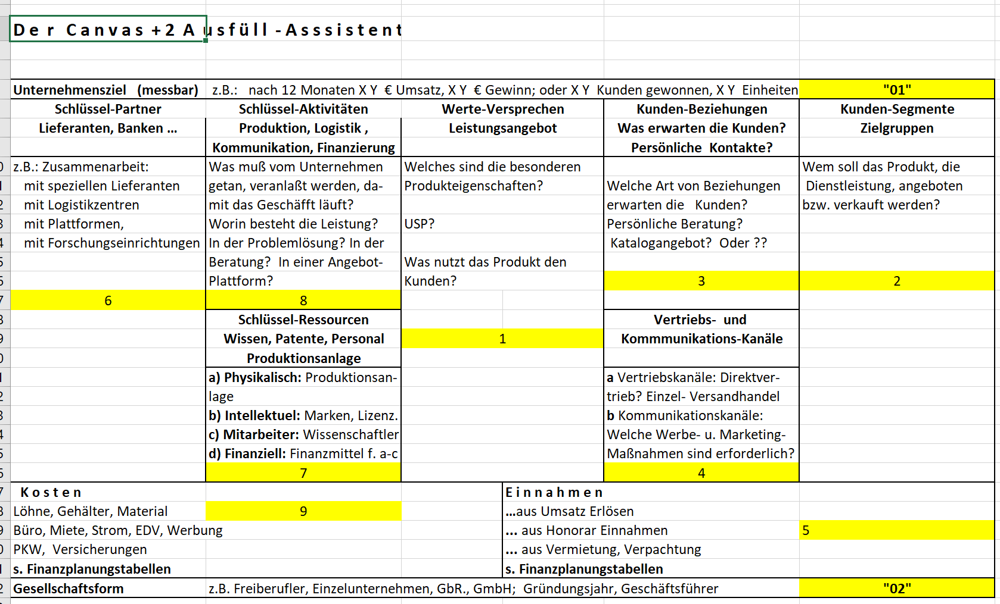 Der Canvas +2 Ausfüll -Asssistent
Unternehmensziel (messbar) z.B.: nach 12 Monaten X Y € Umsatz, X Y € Gewinn; oder X Y Kunden gewonnen, X Y Einheiten "01"
Schlüssel-Partner
Lieferanten, Banken ...
z.B.: Zusammenarbeit:
mit speziellen Lieferanten
mit Logistikzentren
mit Plattformen,
mit Forschungseinrichtungen
6
Schlüssel-Aktivitäten
Produktion, Logistik ,
Kommunikation, Finanzierung
Was muß vom Unternehmen
getan, veranlaßt werden, da-
mit das Geschäfft läuft?
Worin besteht die Leistung?
In der Problemlösung? In der
Beratung? In einer Angebot-
Plattform?
8
Schlüssel-Ressourcen
Wissen, Patente, Personal
Produktionsanlage
a) Physikalisch: Produktionsan-
lage
b) Intellektuel: Marken, Lizenz.
c) Mitarbeiter: Wissenschaftler
d) Finanziell: Finanzmittel f. a-c
7
Werte-Versprechen
Leistungsangebot
Welches sind die besonderen
Produkteigenschaften?
USP?
Was nutzt das Produkt den
Kunden?
1
Kunden-Beziehungen
Was erwarten die Kunden?
Persönliche Kontakte?
Welche Art von Beziehungen
erwarten die Kunden?
Persönliche Beratung?
Katalogangebot? Oder ??
3
Vertriebs- und
Kommmunikations-Kanäle
a Vertriebskanäle: Direktver-
trieb? Einzel- Versandhandel
b Kommunikationskanäle:
Welche Werbe- u. Marketing-
Maßnahmen sind erforderlich?
4
Kunden-Segmente
Zielgruppen
Wem soll das Produkt, die
Dienstleistung, angeboten
bzw. verkauft werden?
2
Kosten
Löhne, Gehälter, Material 9
Büro, Miete, Strom, EDV, Werbung
PKW, Versicherungen
s. Finanzplanungstabellen
Einnahmen
...aus Umsatz Erlösen
... aus Honorar Einnahmen 5
... aus Vermietung, Verpachtung
s. Finanzplanungstabellen
Gesellschaftsform z.B. Freiberufler, Einzelunternehmen, GbR., GmbH; Gründungsjahr, Geschäftsführer "02"